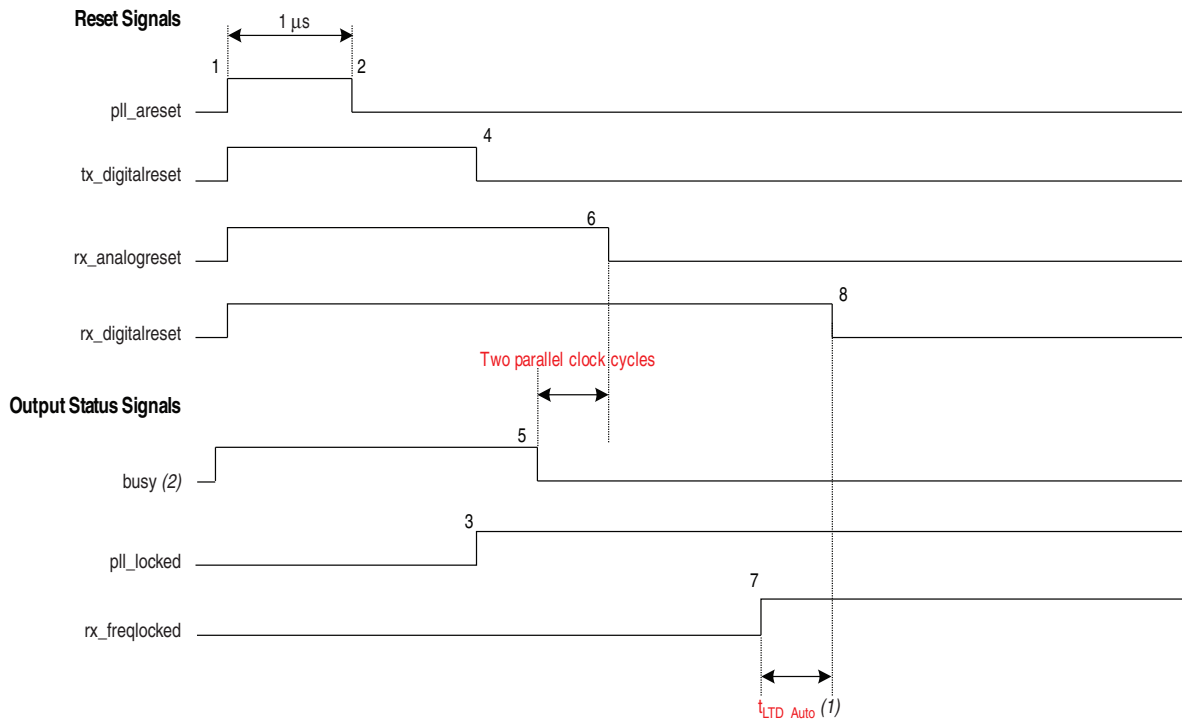 Reset Signals
1 μs
1
2
pll_areset
4
tx_digitalreset
6
rx_analogreset
8
rx_digitalreset
Two parallel clock cycles
Output Status Signals
5
busy (2)
3
pll_locked
7
rx_freqlocked
tLTD_Auto (1)